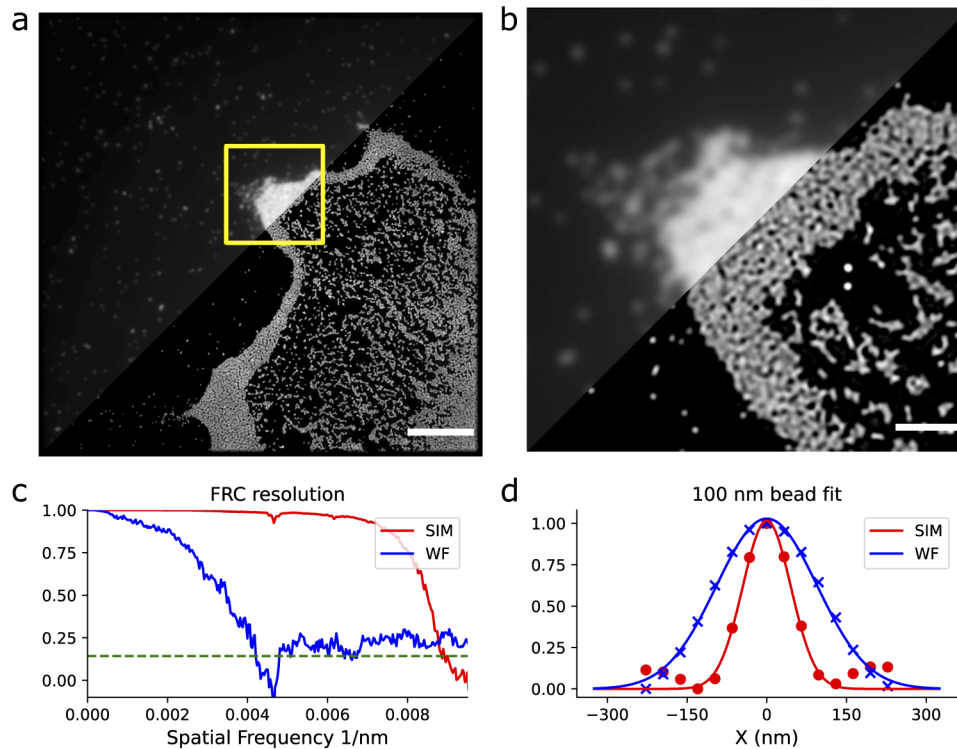 a
b
c
FRC resolution
1.00
0.75
0.50
0.25
0.00
SIM
WF
0.000
0.002
0.004
0.006
0.008
Spatial Frequency 1/nm
d
100 nm bead fit
1.00
0.75
0.50
0.25
0.00
SIM
WF
−300
−150
0
150
300
X (nm)